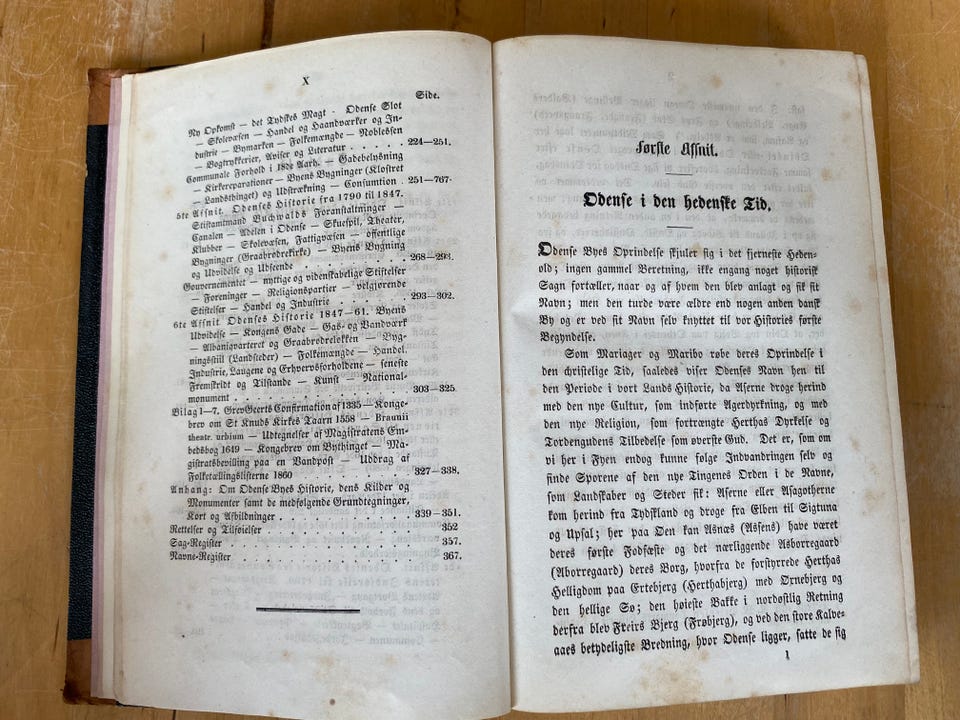 X
Side.
Ny Opkomst — det Tydskes Magt - Odense Slot
— Skolevæsen — Handel og Haandværker og In-
dustrie — Bymarken — Folkemængde — Noblessen
— Bogtrykkerier, Aviser og Literatur . . . . . . 224—251.
Communale Forhold i 18de Aarh. — Gadebelysning
— Kirkereparationer — Byens Bygninger (Klostret
— Landsthinget) og Udstrækning — Consumtion . 251—767.
5te Afsnit. Odenses Historie fra 1790 til 1847.
Stiftamtmand Buchwalds Foranstaltninger —
Canalen — Adelen i Odense — Skuespil, Theater,
Klubber — Skolevæsen, Fattigvæsen — offentlige
Bygninger (Graabrødrekirke) — Byens Bygning
og Udvidelse og Udseende . . . . . . . . . 268—293.
Gouvernementet — nyttige og videnskabelige Stiftelser
— Foreninger — Religionspartier — velgjørende
Stiftelser — Handel og Industrie . . . . . . . 293—302.
6te Afsnit Odenses Historie 1847—61. Byens
Udvidelse — Kongens Gade — Gas- og Vandværk
— Albaniqvarteret og Graabrødrekloster — Byg-
ningsstiil (Landsteder) — Folkemængde — Handel.
Industrie, Laugene og Erhvervsforholdene — seneste
Fremskridt og Tilstande — Kunst — National-
monument . . . . . . . . . . . . . 303—325.
Bilag 1—7. Grev Geerts Confirmation af 1335 — Konge-
brev om St Knuds Kirkes Taarn 1558 — Braunii
theatr. urbium — Udtegnelser af Magistratens Em-
bedsbog 1649 — Kongebrev om Bythinget — Ma-
gistratsbevilling paa en Vandpost — Uddrag af
Folketællingslisterne 1860 . . . . . . . . . 327—338.
Anhang: Om Odense Byes Historie, dens Kilder og
Monumenter samt de medfølgende Grundtegninger,
Kort og Afbildninger . . . . . . . . . . . 339—351.
Rettelser og Tilføielser . . . . . . . . . . . 352
Sag-Register . . . . . . . . . . . . . . 357.
Navne-Register . . . . . . . . . . . . . 367.
Første Afsnit.
Odense i den hedenske Tid.
Odense Byes Oprindelse skjuler sig i det fjerneste Heden-
old; ingen gammel Beretning, ikke engang noget historisk
Sagn fortæller, naar og af hvem den blev anlagt og fik sit
Navn; men den turde være ældre end nogen anden dansk
By og er ved sit Navn selv knyttet til vor Histories første
Begyndelse.
Som Mariager og Maribo røbe deres Oprindelse i
den christelige Tid, saaledes viser Odenses Navn hen til
den Periode i vort Lands Historie, da Aserne droge herind
med den nye Cultur, som indførte Agerdyrkning, og med
den nye Religion, som fortrængte Herthas Dyrkelse og
Tordengudens Tilbedelse som øverste Gud. Det er, som om
vi her i Fyen endog kunne følge Indvandringen selv og
finde Sporene af den nye Tingenes Orden i de Navne,
som Landskaber og Steder fik: Aserne eller Asagotherne
kom herind fra Tydskland og droge fra Elben til Sigtuna
og Upsal; her paa Øen kan Asnæs (Assens) have været
deres første Fodfæste og det nærliggende Asborregaard
(Aborregaard) deres Borg, hvorfra de forstyrrede Herthas
Helligdom paa Ertebjerg (Herthabjerg) med Ørnebjerg og
den hellige Sø; den høieste Bakke i nordøstlig Retning
derfra blev Freirs Bjerg (Frøbjerg), og ved den store Kalve-
aaes betydeligste Bredning, hvor Odense ligger, satte de sig
1